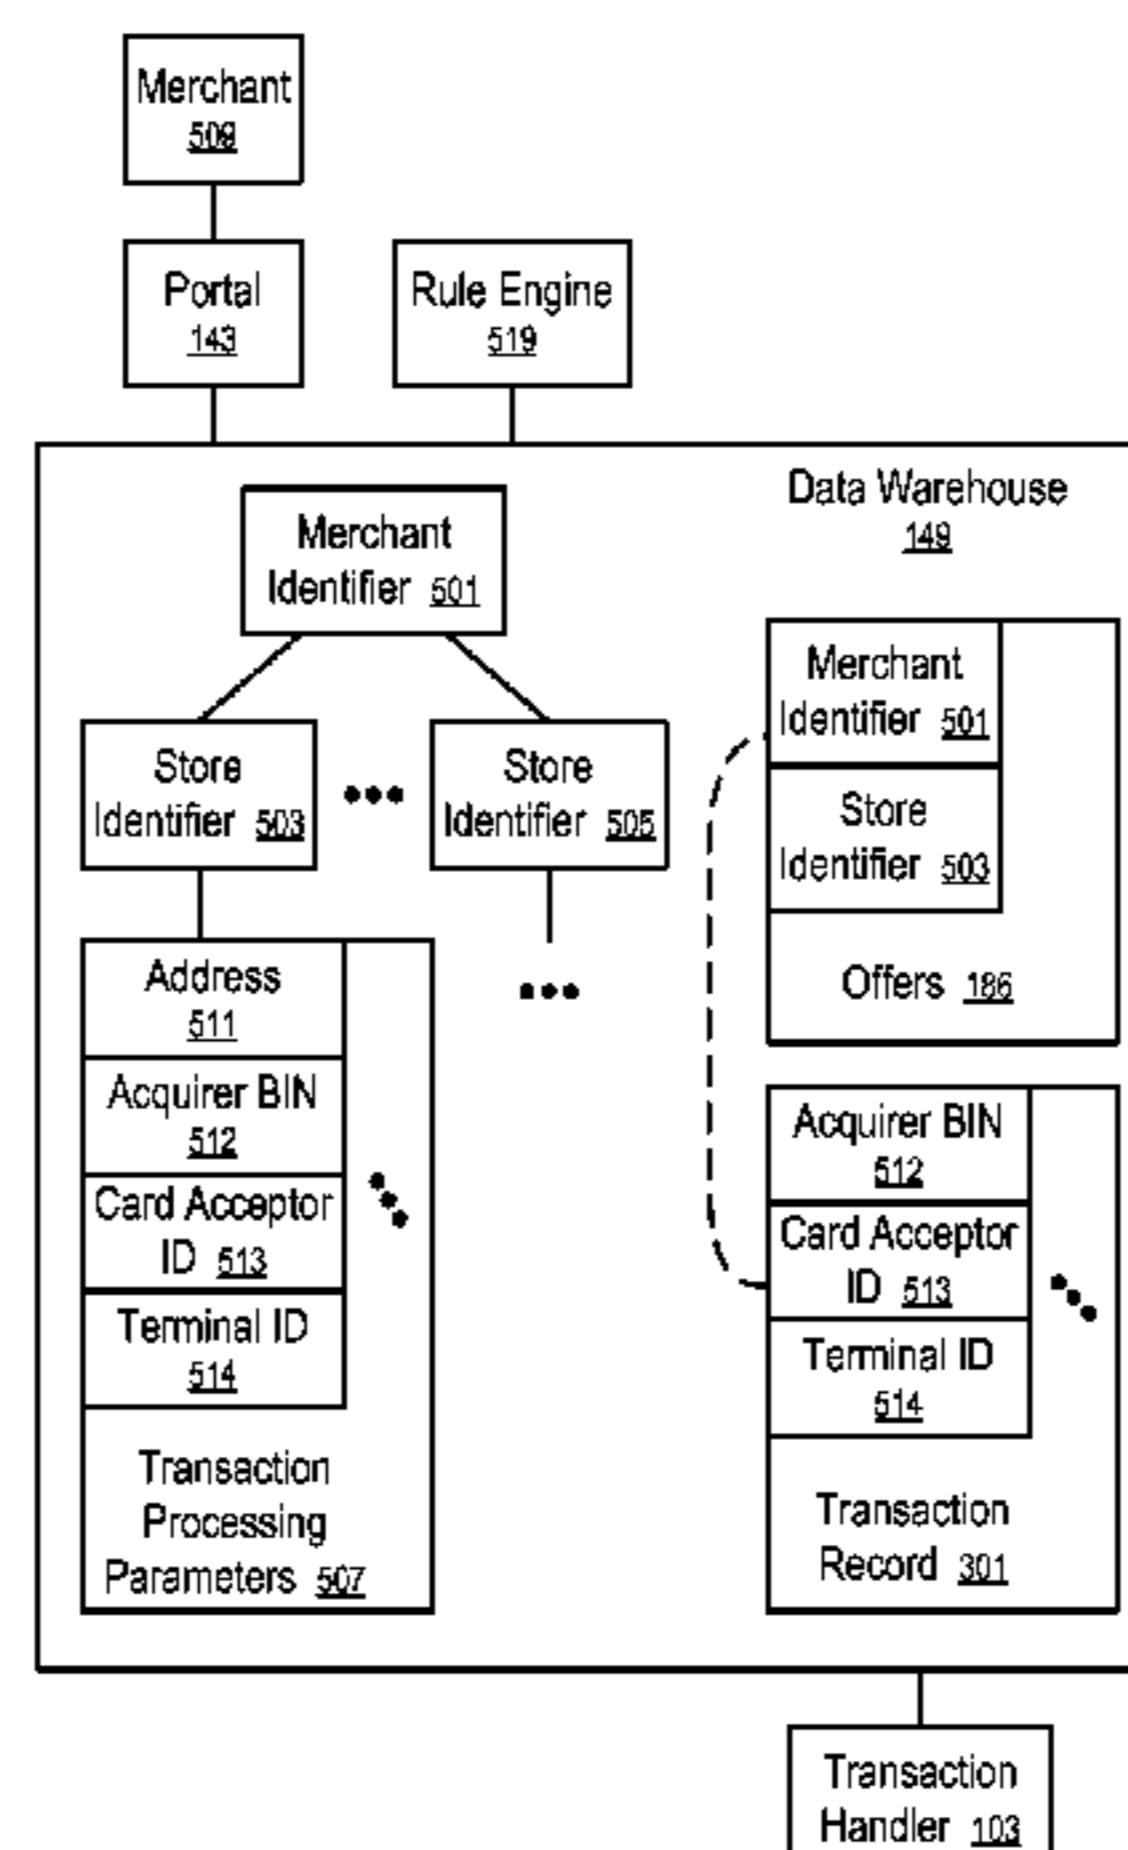 Merchant
509
Portal
143
Rule Engine
519
Data Warehouse
149
Merchant
Identifier 501
Store
Identifier 503
Store
Identifier 505
Address
511
Acquirer BIN
512
Card Acceptor
ID 513
Terminal ID
514
Transaction
Processing
Parameters 507
Merchant
Identifier 501
Store
Identifier 503
Offers 186
Acquirer BIN
512
Card Acceptor
ID 513
Terminal ID
514
Transaction
Record 301
Transaction
Handler 103